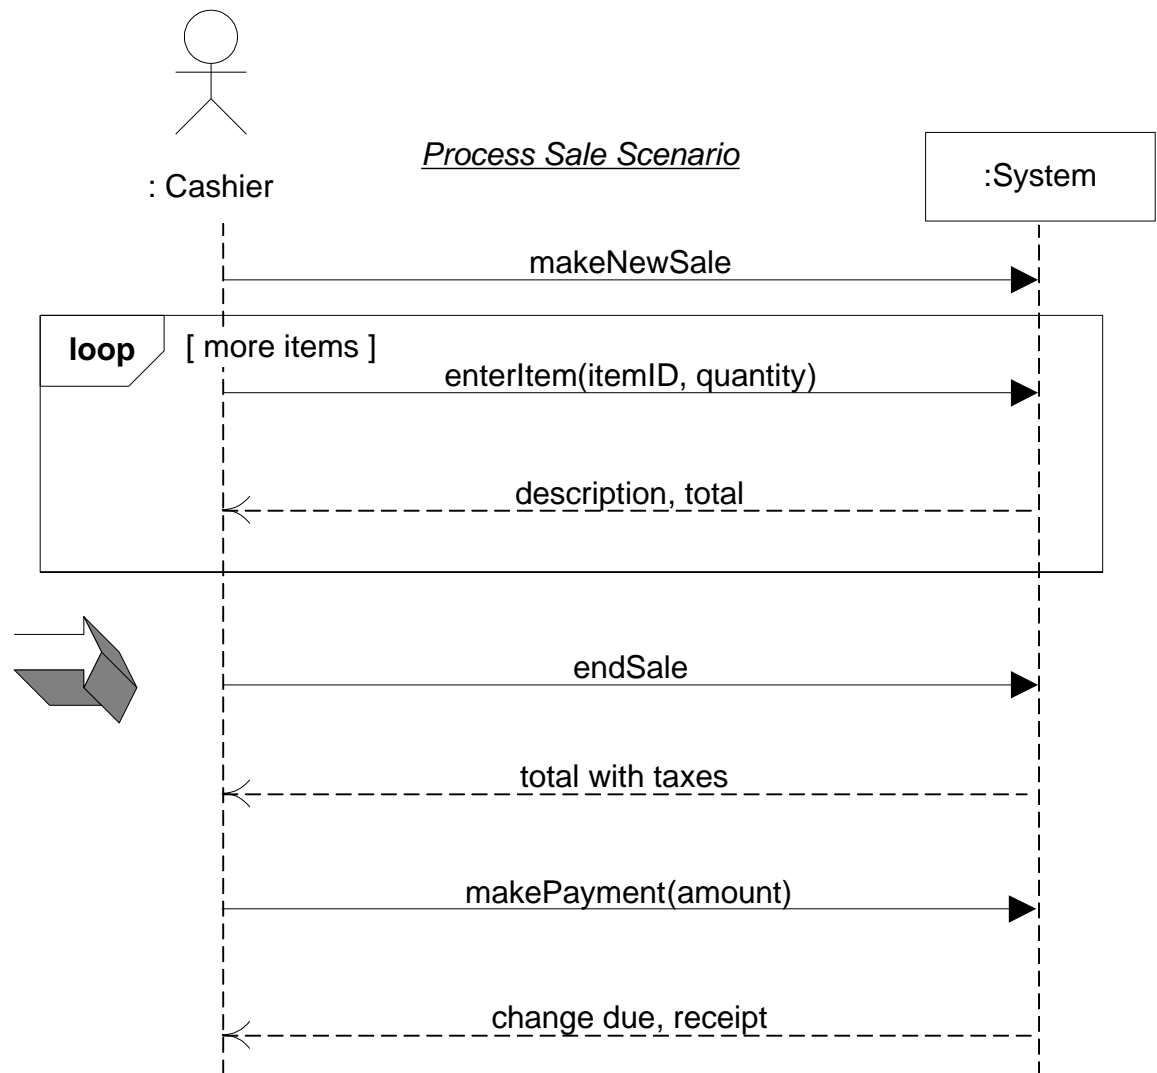 Process Sale Scenario
: Cashier
:System
makeNewSale
loop
[ more items ]
enterItem(itemID, quantity)
description, total
endSale
total with taxes
makePayment(amount)
change due, receipt